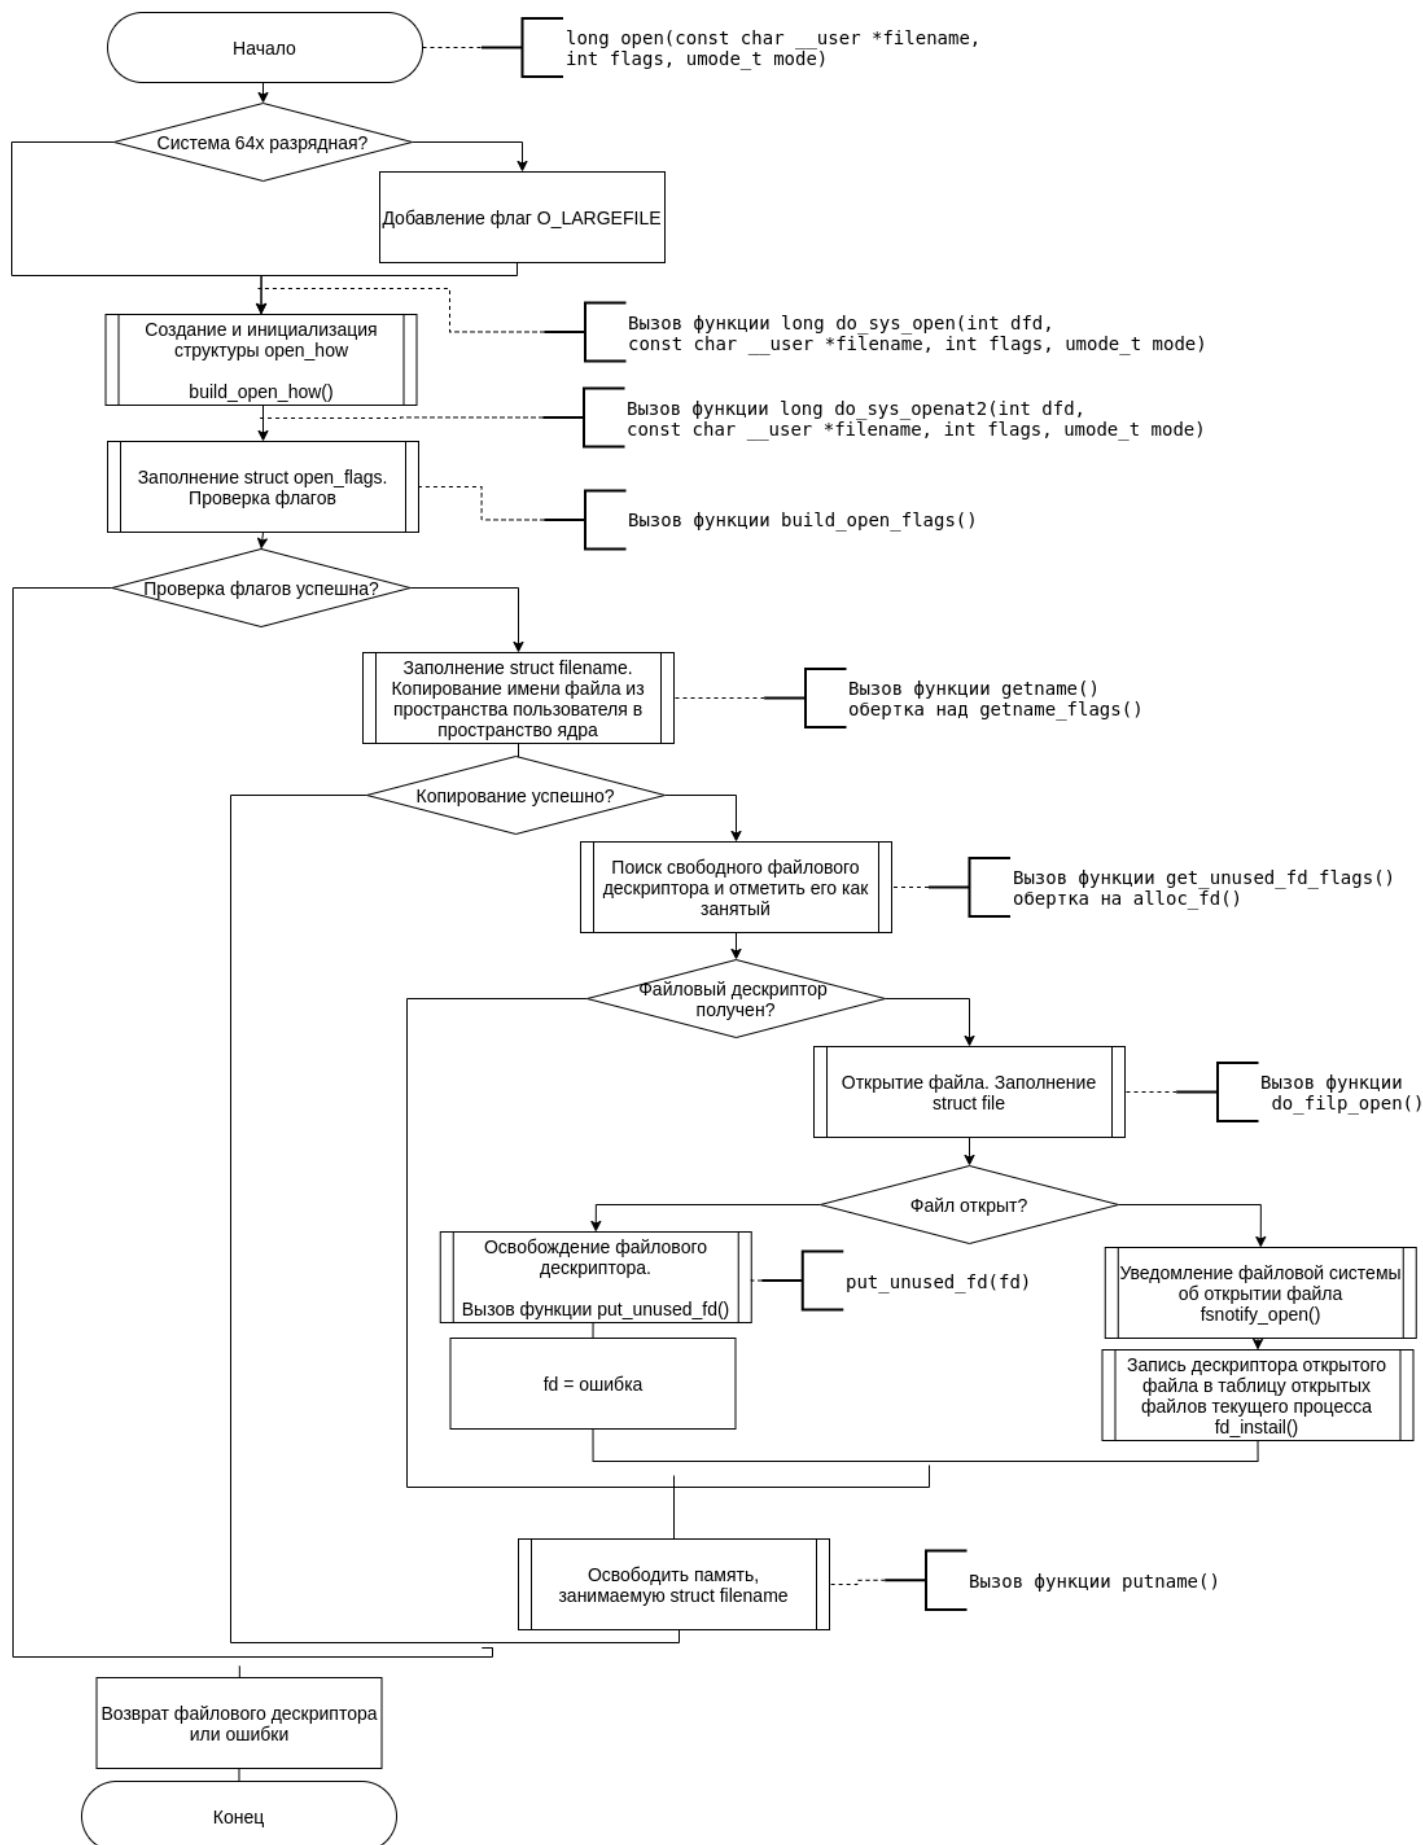 Начало
long open(const char __user *filename,
int flags, umode_t mode)
Система 64х разрядная?
Добавление флаг O_LARGEFILE
Создание и инициализация
структуры open_how
build_open_how()
Вызов функции long do_sys_open(int dfd,
const char __user *filename, int flags, umode_t mode)
Вызов функции long do_sys_openat2(int dfd,
const char __user *filename, int flags, umode_t mode)
Заполнение struct open_flags.
Проверка флагов
Вызов функции build_open_flags()
Проверка флагов успешна?
Заполнение struct filename.
Копирование имени файла из
пространства пользователя в
пространство ядра
Вызов функции getname()
обертка над getname_flags()
Копирование успешно?
Поиск свободного файлового
дескриптора и отметить его как
занятый
Вызов функции get_unused_fd_flags()
обертка на alloc_fd()
Файловый дескриптор
получен?
Открытие файла. Заполнение
struct file
Вызов функции
do_filp_open()
Файл открыт?
Освобождение файлового
дескриптора.
Вызов функции put_unused_fd()
put_unused_fd(fd)
Уведомление файловой системы
об открытии файла
fsnotify_open()
fd = ошибка
Запись дескриптора открытого
файла в таблицу открытых
файлов текущего процесса
fd_instail()
Освободить память,
занимаемую struct filename
Вызов функции putname()
Возврат файлового дескриптора
или ошибки
Конец